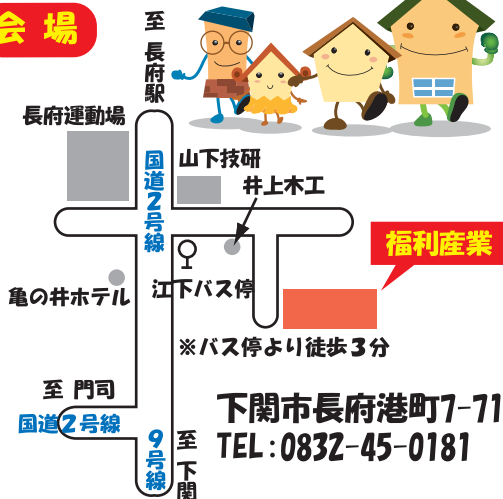 会場
至 長府駅
長府運動場
国道2号線
山下技研
井上木工
福利産業
江下バス停
亀の井ホテル
※バス停より徒歩3分
至 門司
国道2号線
9号線
至 下関
下関市長府港町7-71
TEL:0832-45-0181